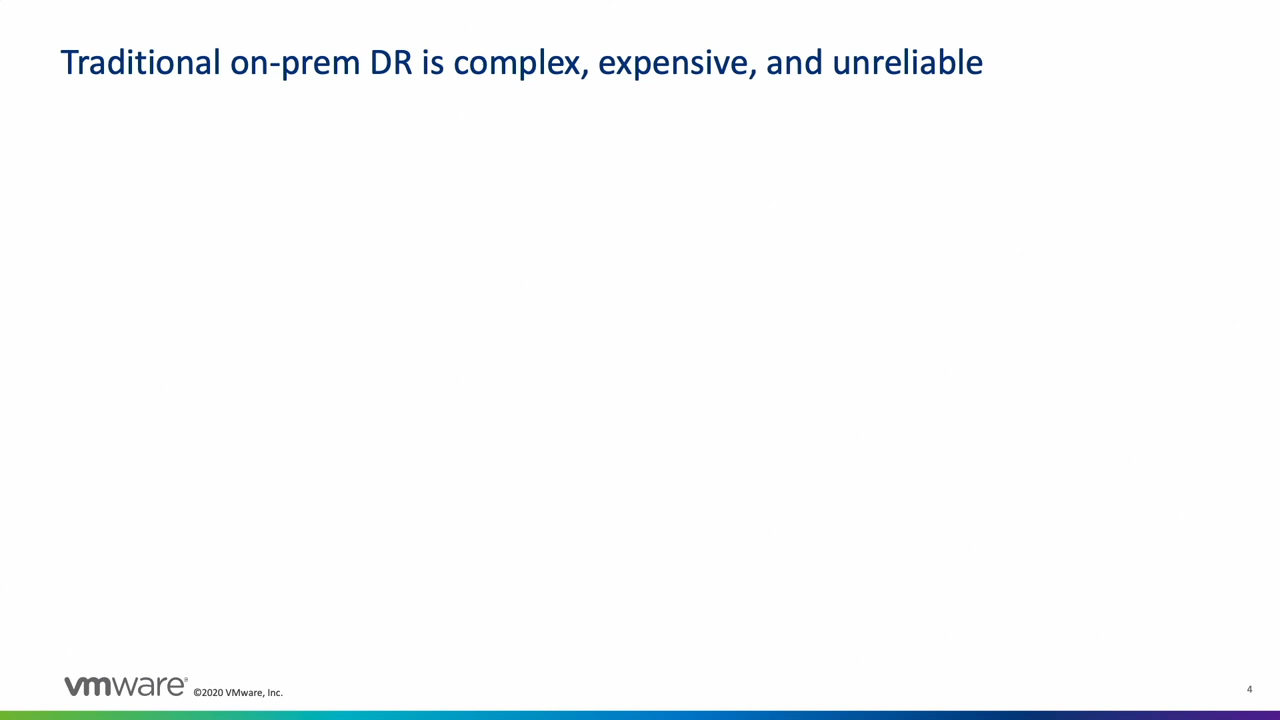 Traditional on-prem DR is complex, expensive, and unreliable
vmware® ©2020 VMware, Inc.
4